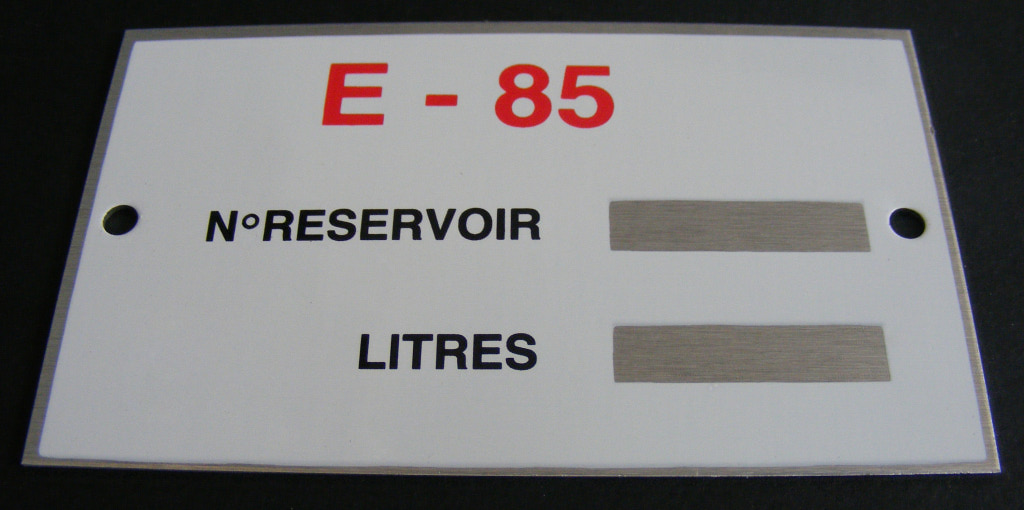 E - 85
N° RESERVOIR
LITRES